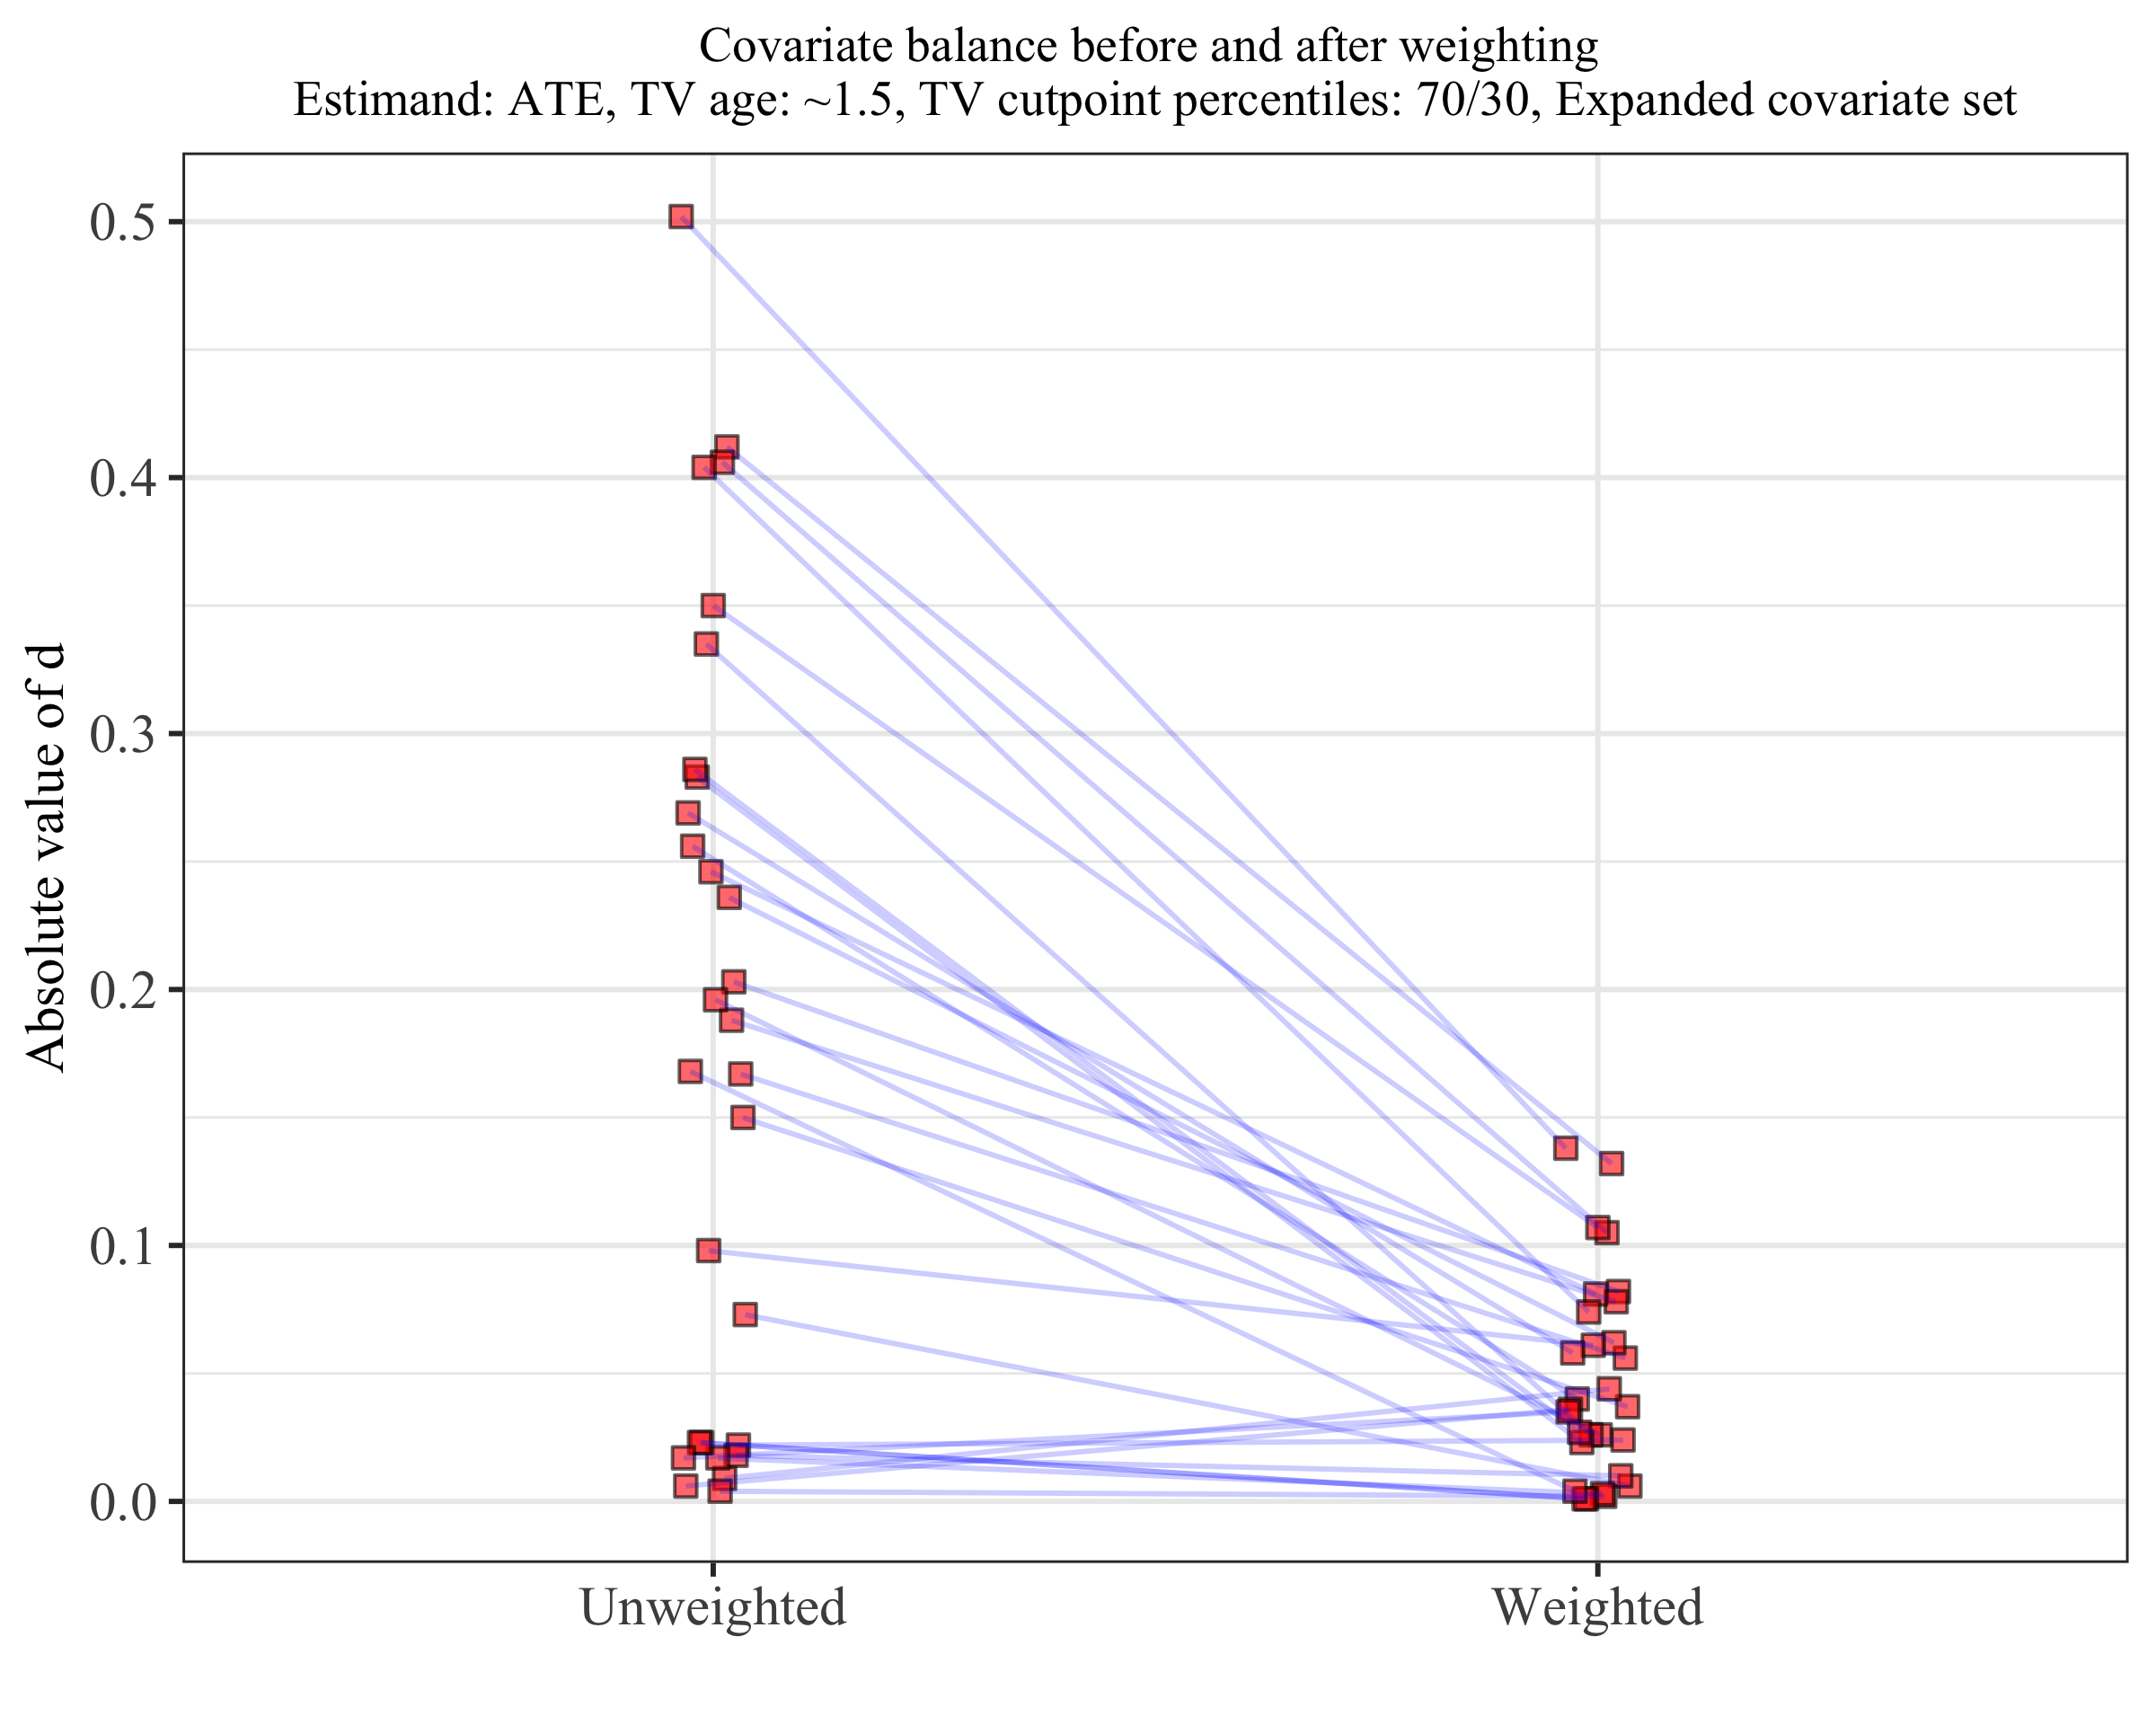 Covariate balance before and after weighting
Estimand: ATE, TV age: ~1.5, TV cutpoint percentiles: 70/30, Expanded covariate set
Absolute value of d
0.5
0.4
0.3
0.2
0.1
0.0
Unweighted
Weighted